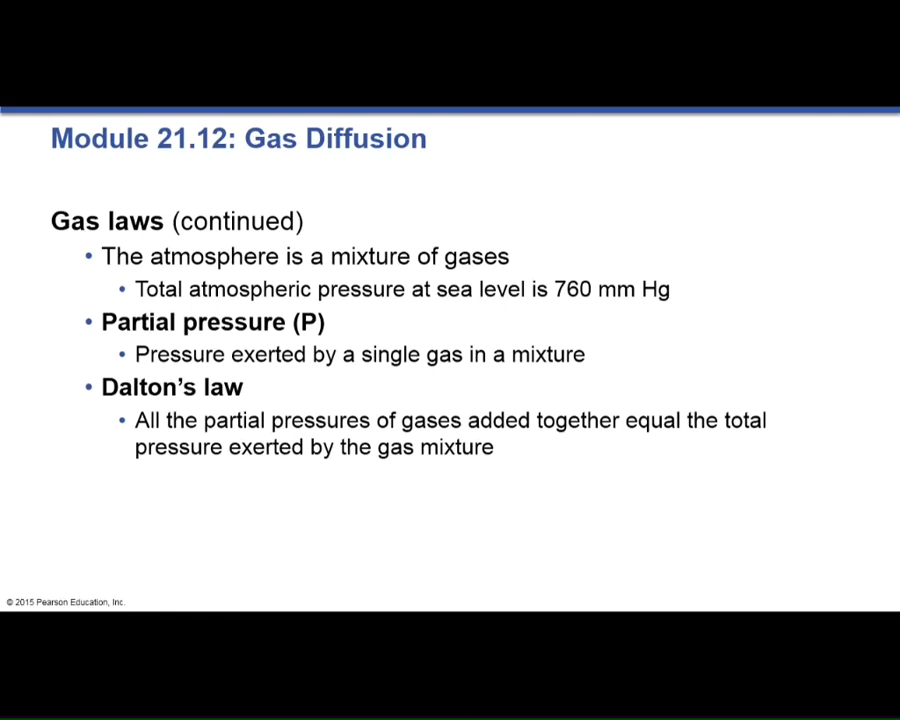 Module 21.12: Gas Diffusion
Gas laws (continued)
• The atmosphere is a mixture of gases
• Total atmospheric pressure at sea level is 760 mm Hg
• Partial pressure (P)
• Pressure exerted by a single gas in a mixture
• Dalton’s law
• All the partial pressures of gases added together equal the total
pressure exerted by the gas mixture
© 2015 Pearson Education, Inc.